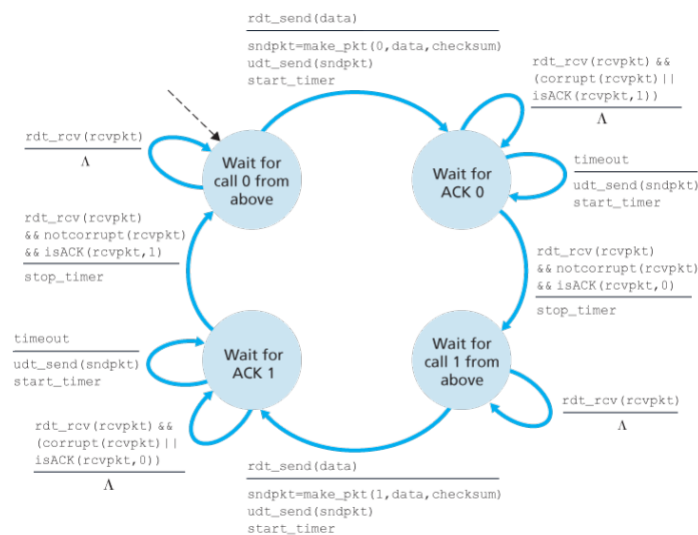 rdt_send(data)
sndpkt=make_pkt(0,data,checksum)
udt_send(sndpkt)
start_timer
rdt_rcv(rcvpkt) &&
(corrupt(rcvpkt)||
isACK(rcvpkt,1))
Λ
rdt_rcv(rcvpkt)
Λ
Wait for
call 0 from
above
Wait for
ACK 0
timeout
udt_send(sndpkt)
start_timer
rdt_rcv(rcvpkt)
&& notcorrupt(rcvpkt)
&& isACK(rcvpkt,1)
stop_timer
rdt_rcv(rcvpkt)
&& notcorrupt(rcvpkt)
&& isACK(rcvpkt,0)
stop_timer
timeout
udt_send(sndpkt)
start_timer
Wait for
ACK 1
Wait for
call 1 from
above
rdt_rcv(rcvpkt)
Λ
rdt_rcv(rcvpkt) &&
(corrupt(rcvpkt)||
isACK(rcvpkt,0))
Λ
rdt_send(data)
sndpkt=make_pkt(1,data,checksum)
udt_send(sndpkt)
start_timer